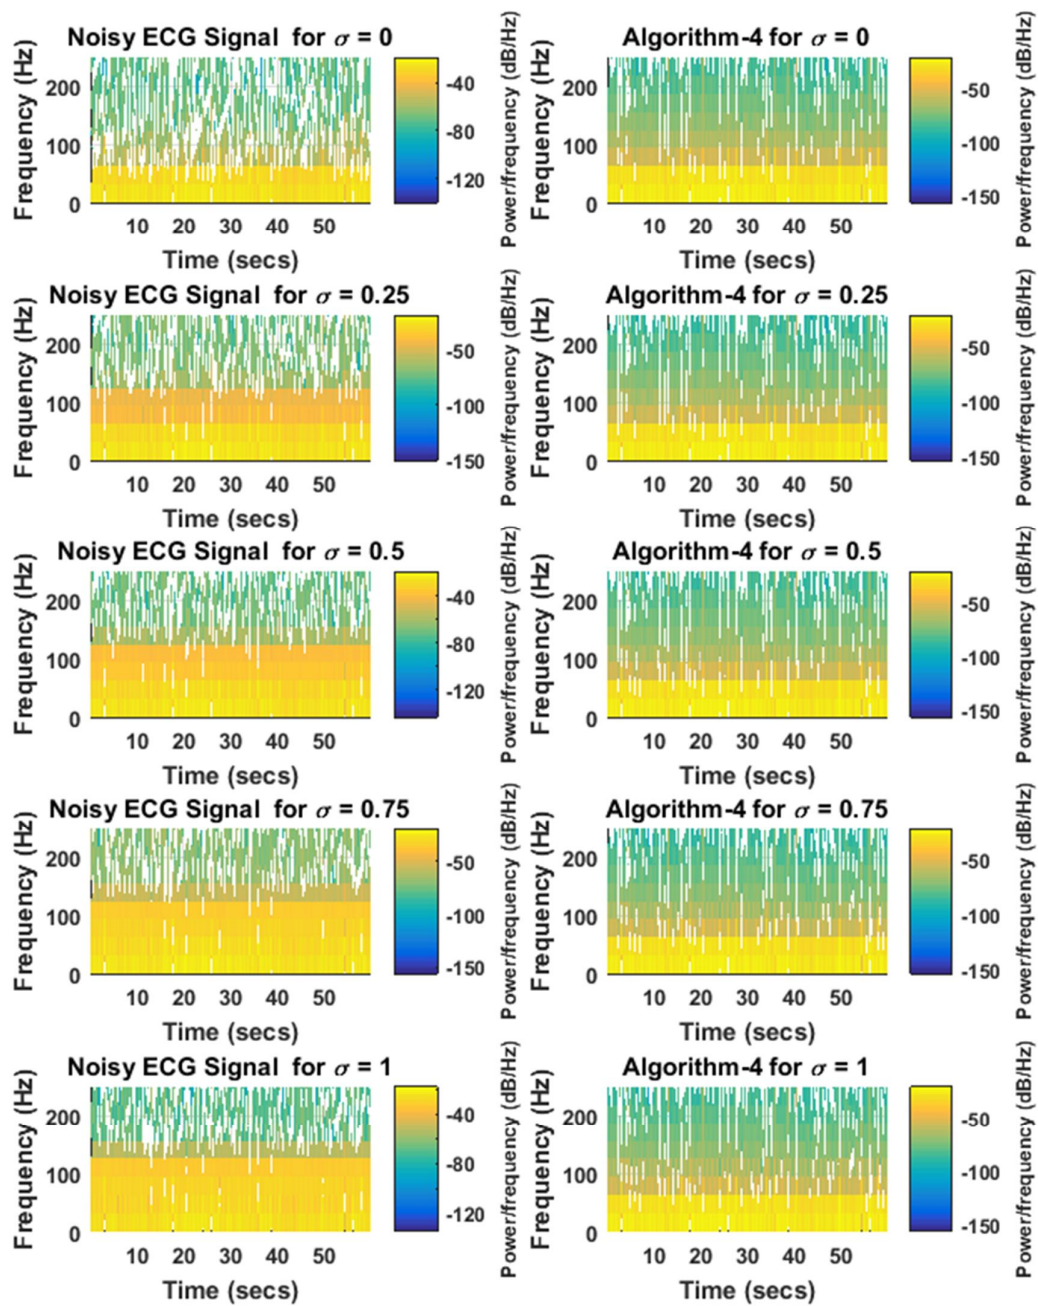 Noisy ECG Signal for σ = 0
Frequency (Hz)
200
100
0
10 20 30 40 50
Time (secs)
-40
-80
-120
Power/frequency (dB/Hz)
Algorithm-4 for σ = 0
Frequency (Hz)
200
100
0
10 20 30 40 50
Time (secs)
-50
-100
-150
Power/frequency (dB/Hz)
Noisy ECG Signal for σ = 0.25
Frequency (Hz)
200
100
0
10 20 30 40 50
Time (secs)
-50
-100
-150
Power/frequency (dB/Hz)
Algorithm-4 for σ = 0.25
Frequency (Hz)
200
100
0
10 20 30 40 50
Time (secs)
-50
-100
-150
Power/frequency (dB/Hz)
Noisy ECG Signal for σ = 0.5
Frequency (Hz)
200
100
0
10 20 30 40 50
Time (secs)
-40
-80
-120
Power/frequency (dB/Hz)
Algorithm-4 for σ = 0.5
Frequency (Hz)
200
100
0
10 20 30 40 50
Time (secs)
-50
-100
-150
Power/frequency (dB/Hz)
Noisy ECG Signal for σ = 0.75
Frequency (Hz)
200
100
0
10 20 30 40 50
Time (secs)
-50
-100
-150
Power/frequency (dB/Hz)
Algorithm-4 for σ = 0.75
Frequency (Hz)
200
100
0
10 20 30 40 50
Time (secs)
-50
-100
-150
Power/frequency (dB/Hz)
Noisy ECG Signal for σ = 1
Frequency (Hz)
200
100
0
10 20 30 40 50
Time (secs)
-40
-80
-120
Power/frequency (dB/Hz)
Algorithm-4 for σ = 1
Frequency (Hz)
200
100
0
10 20 30 40 50
Time (secs)
-50
-100
-150
Power/frequency (dB/Hz)